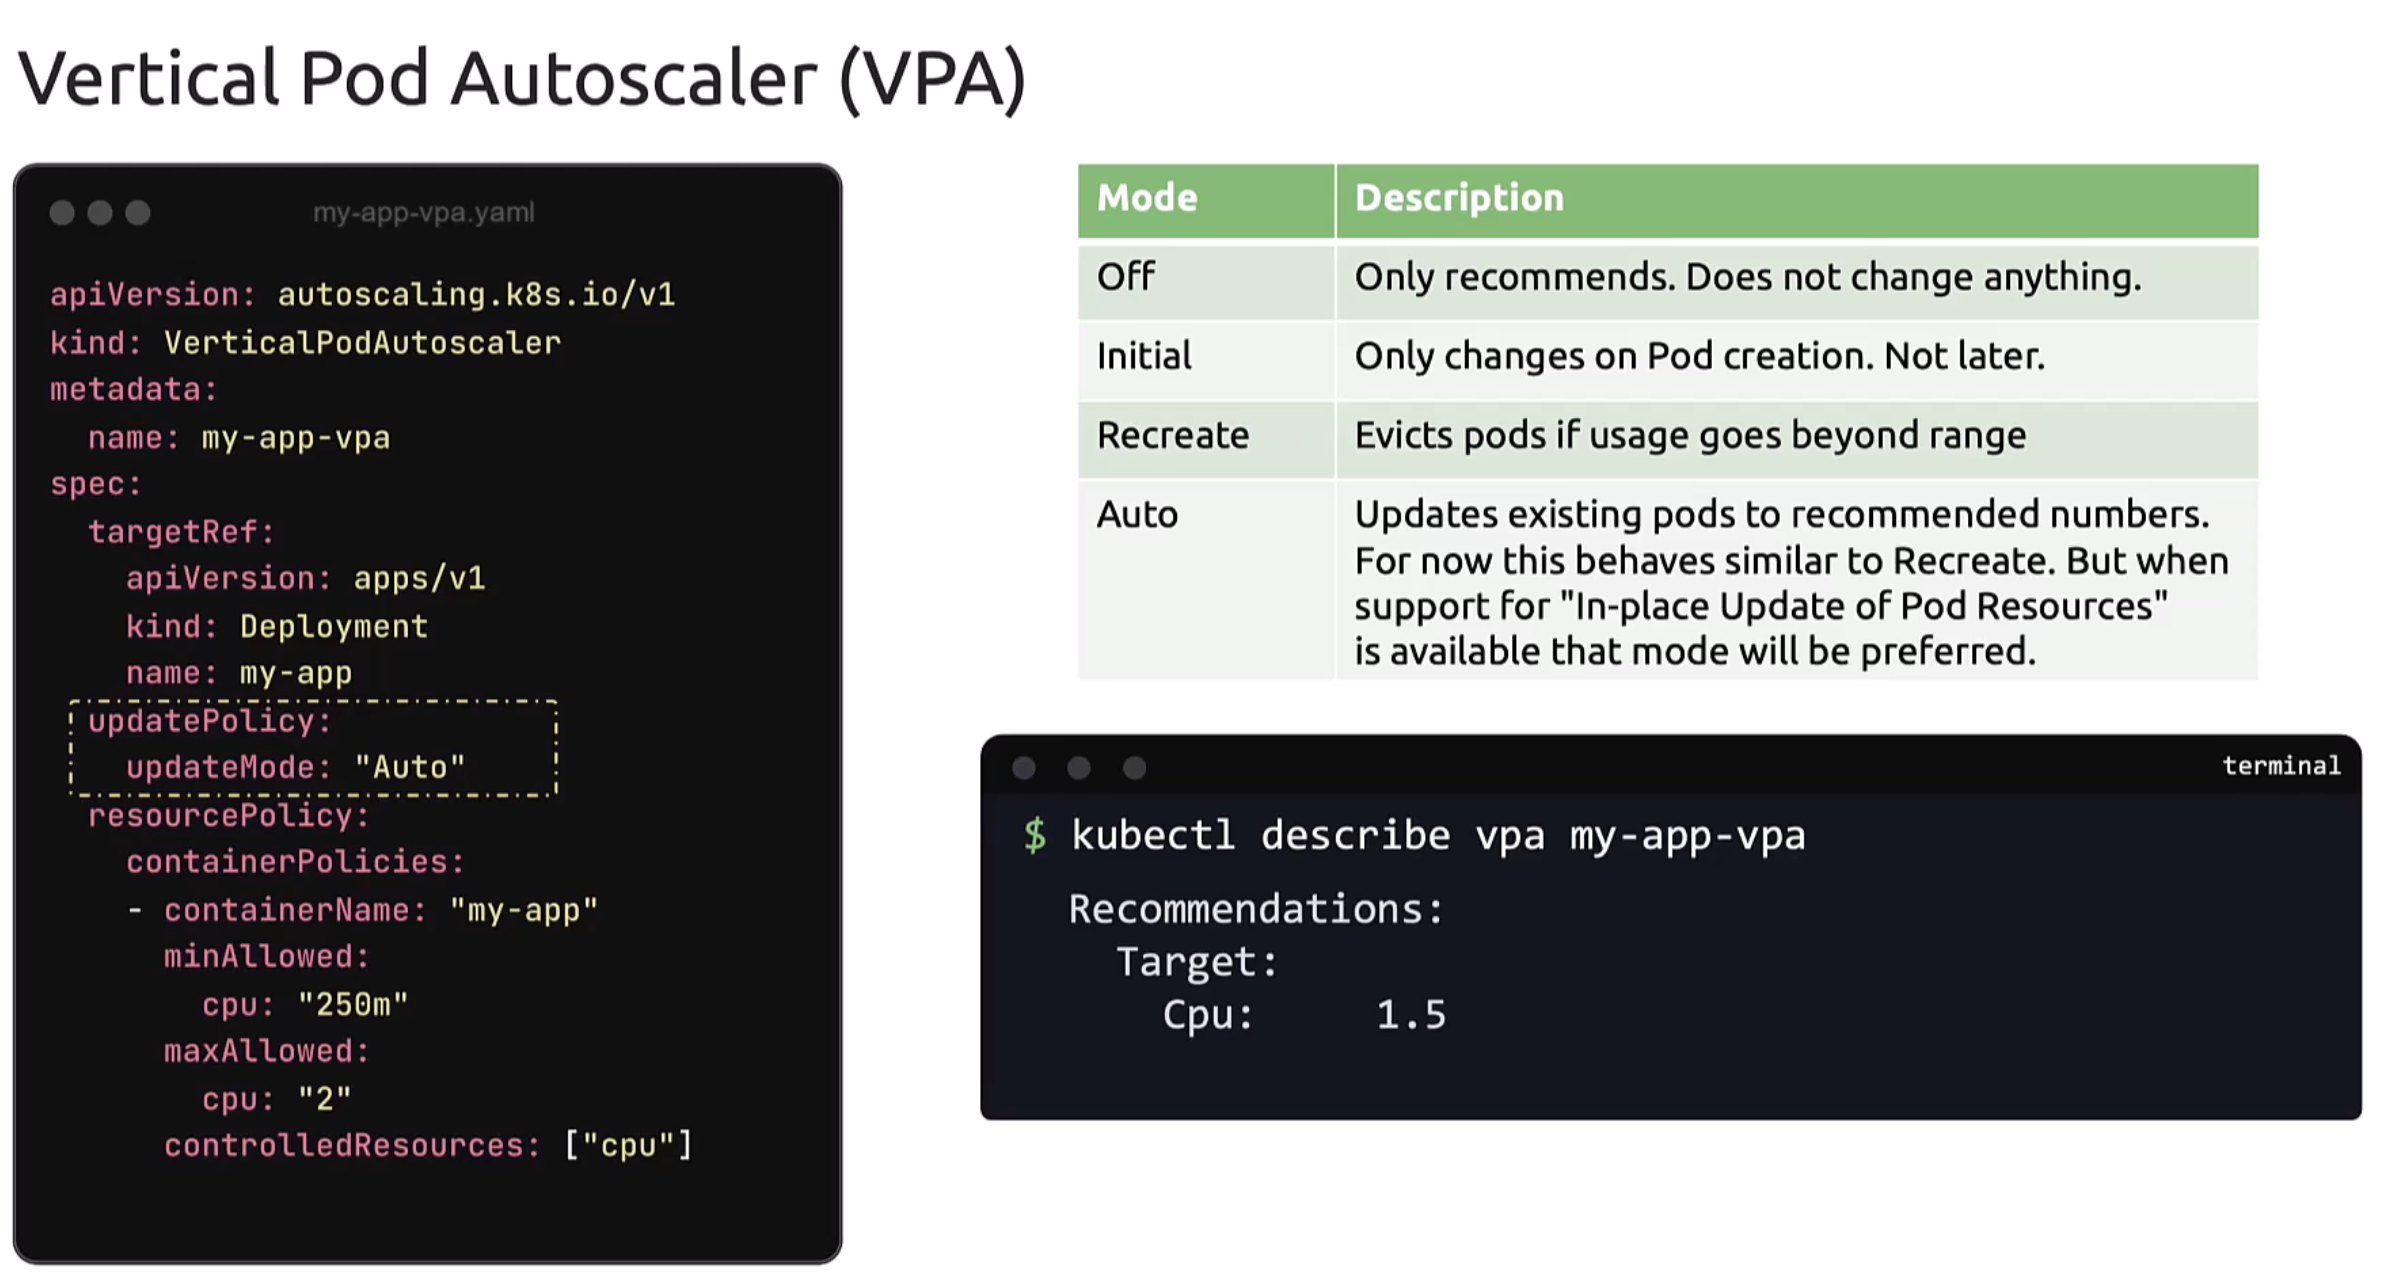 Vertical Pod Autoscaler (VPA)
my-app-vpa.yaml
apiVersion: autoscaling.k8s.io/v1
kind: VerticalPodAutoscaler
metadata:
  name: my-app-vpa
spec:
  targetRef:
    apiVersion: apps/v1
    kind: Deployment
    name: my-app
  updatePolicy:
    updateMode: "Auto"
  resourcePolicy:
    containerPolicies:
    - containerName: "my-app"
      minAllowed:
        cpu: "250m"
      maxAllowed:
        cpu: "2"
      controlledResources: ["cpu"]
Mode Description
Off Only recommends. Does not change anything.
Initial Only changes on Pod creation. Not later.
Recreate Evicts pods if usage goes beyond range
Auto Updates existing pods to recommended numbers.
For now this behaves similar to Recreate. But when
support for "In-place Update of Pod Resources"
is available that mode will be preferred.
terminal
$ kubectl describe vpa my-app-vpa
Recommendations:
  Target:
    Cpu: 1.5